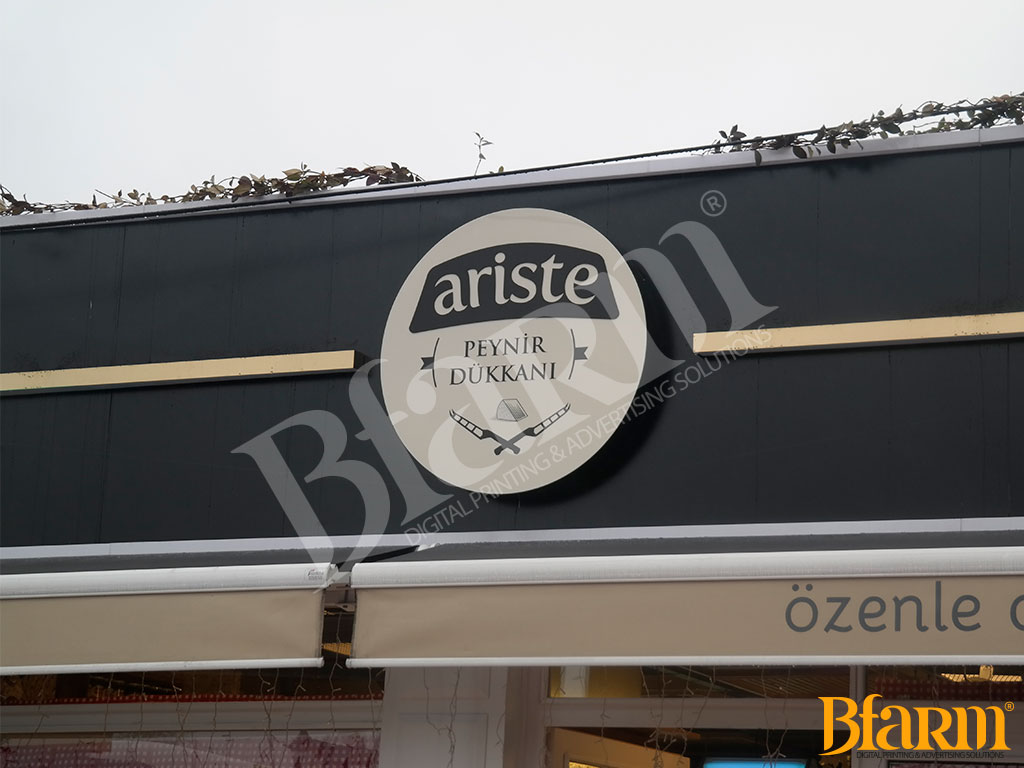 ariste
PEYNİR
DÜKKANI
Bfarm®
DIGITAL PRINTING & ADVERTISING SOLUTIONS
özenle
Bfarm®
DIGITAL PRINTING & ADVERTISING SOLUTIONS